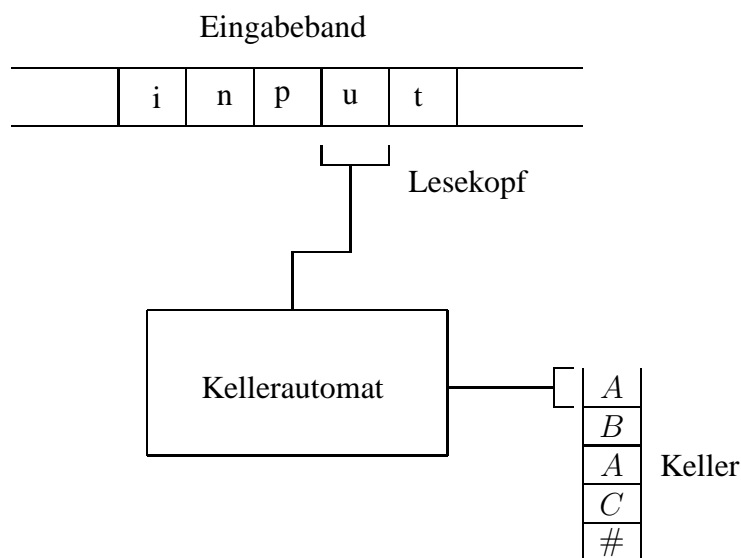 Eingabeband
i n p u t
Lesekopf
Kellerautomat
A
B
A
Keller
C
#